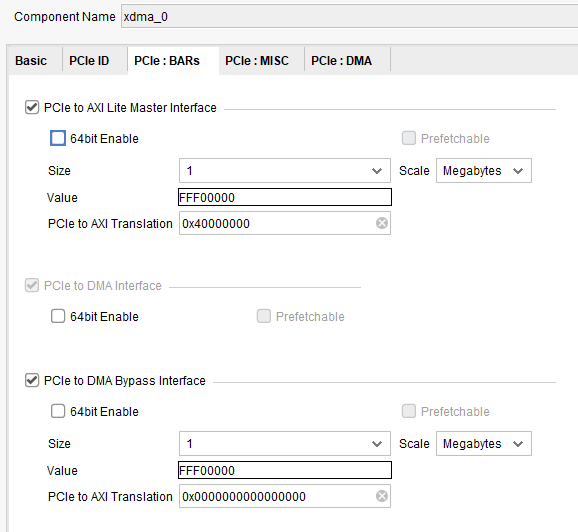 Component Name xdma_0
Basic PCIe ID PCIe : BARs PCIe : MISC PCIe : DMA
PCIe to AXI Lite Master Interface
64bit Enable Prefetchable
Size 1 Scale Megabytes
Value FFF00000
PCIe to AXI Translation 0x40000000
PCIe to DMA Interface
64bit Enable Prefetchable
PCIe to DMA Bypass Interface
64bit Enable Prefetchable
Size 1 Scale Megabytes
Value FFF00000
PCIe to AXI Translation 0x0000000000000000